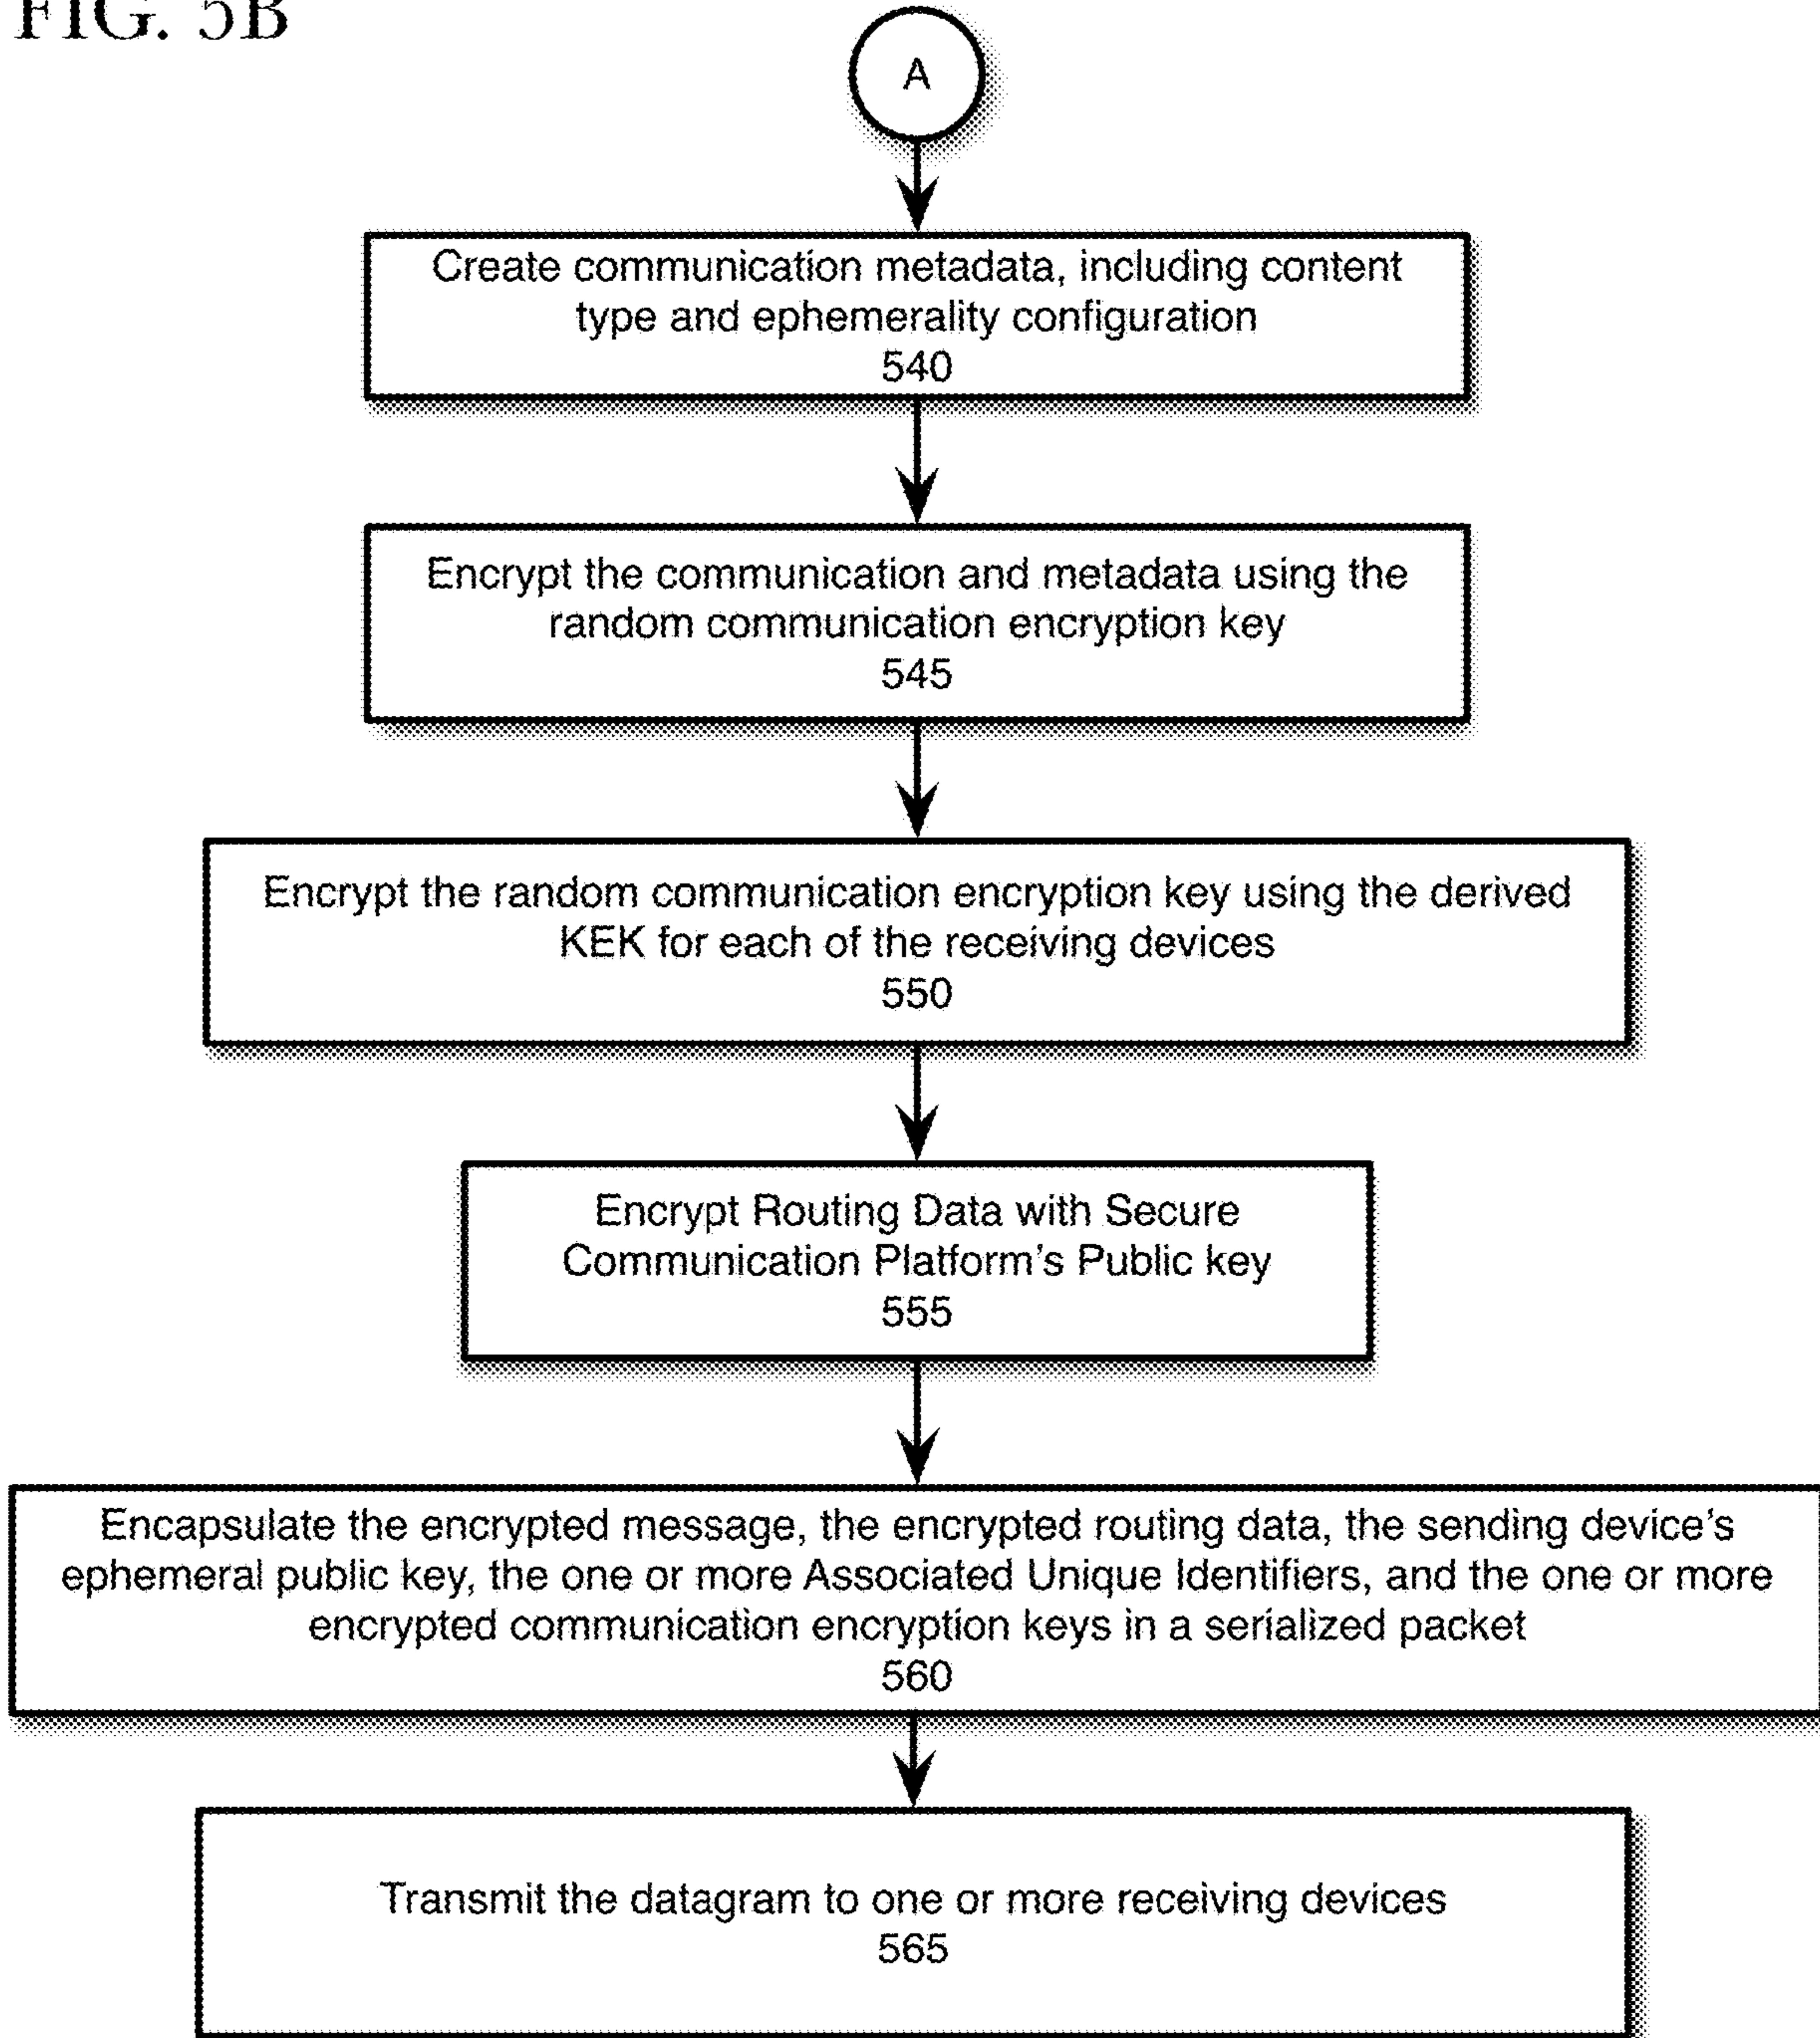 FIG. 5B
A
Create communication metadata, including content
type and ephemerality configuration
540
Encrypt the communication and metadata using the
random communication encryption key
545
Encrypt the random communication encryption key using the derived
KEK for each of the receiving devices
550
Encrypt Routing Data with Secure
Communication Platform's Public key
555
Encapsulate the encrypted message, the encrypted routing data, the sending device's
ephemeral public key, the one or more Associated Unique Identifiers, and the one or more
encrypted communication encryption keys in a serialized packet
560
Transmit the datagram to one or more receiving devices
565